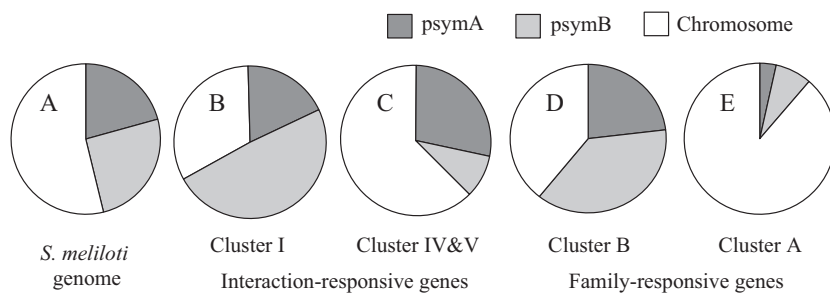 psymA psymB Chromosome
A B C D E
S. meliloti genome
Cluster I Cluster IV&V Cluster B Cluster A
Interaction-responsive genes Family-responsive genes